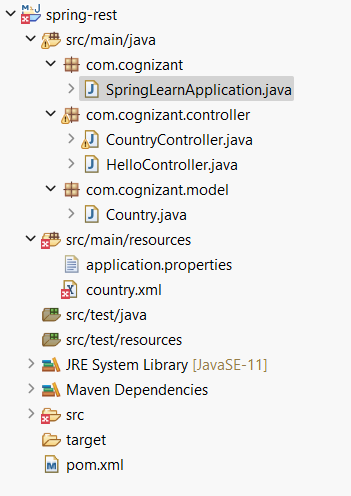 spring-rest
src/main/java
com.cognizant
SpringLearnApplication.java
com.cognizant.controller
CountryController.java
HelloController.java
com.cognizant.model
Country.java
src/main/resources
application.properties
country.xml
src/test/java
src/test/resources
JRE System Library [JavaSE-11]
Maven Dependencies
src
target
pom.xml